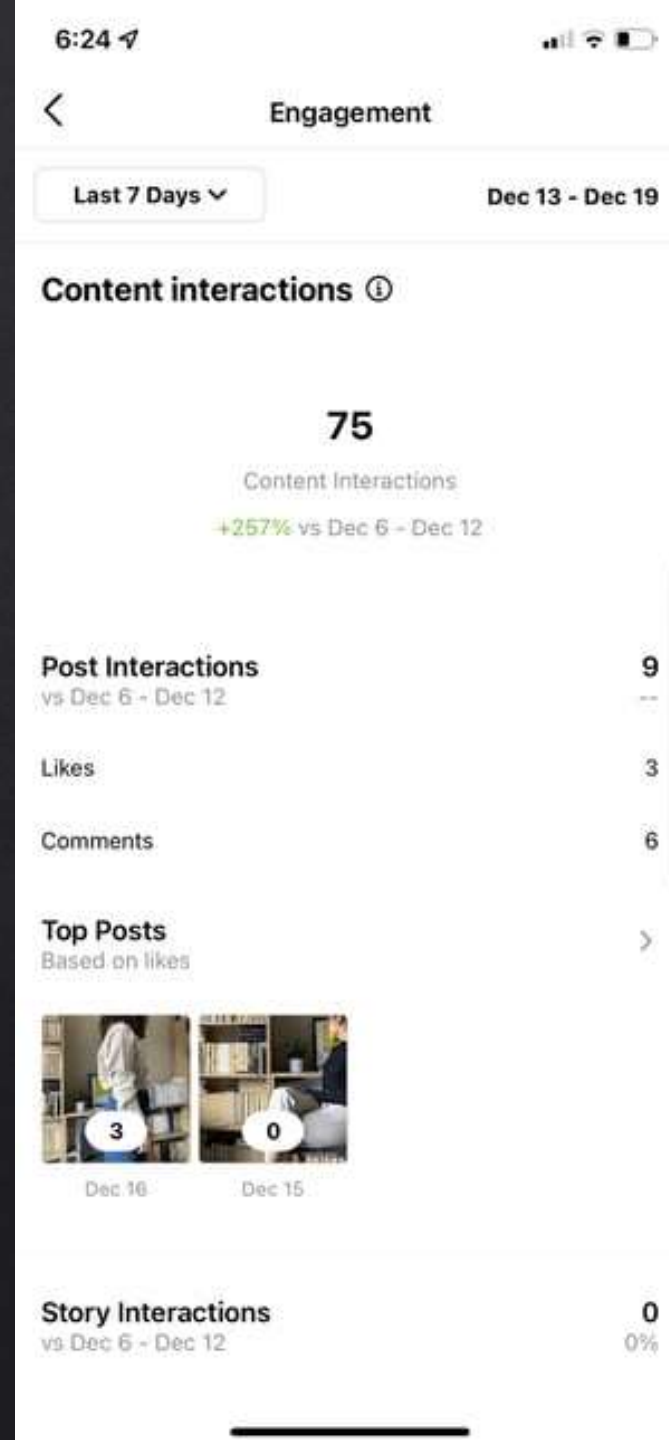 6:24
Engagement
Last 7 Days
Dec 13 - Dec 19
Content interactions
75
Content Interactions
+257% vs Dec 6 - Dec 12
Post Interactions
9
vs Dec 6 - Dec 12
--
Likes
3
Comments
6
Top Posts
Based on likes
3
0
Dec 16
Dec 15
Story Interactions
0
vs Dec 6 - Dec 12
0%